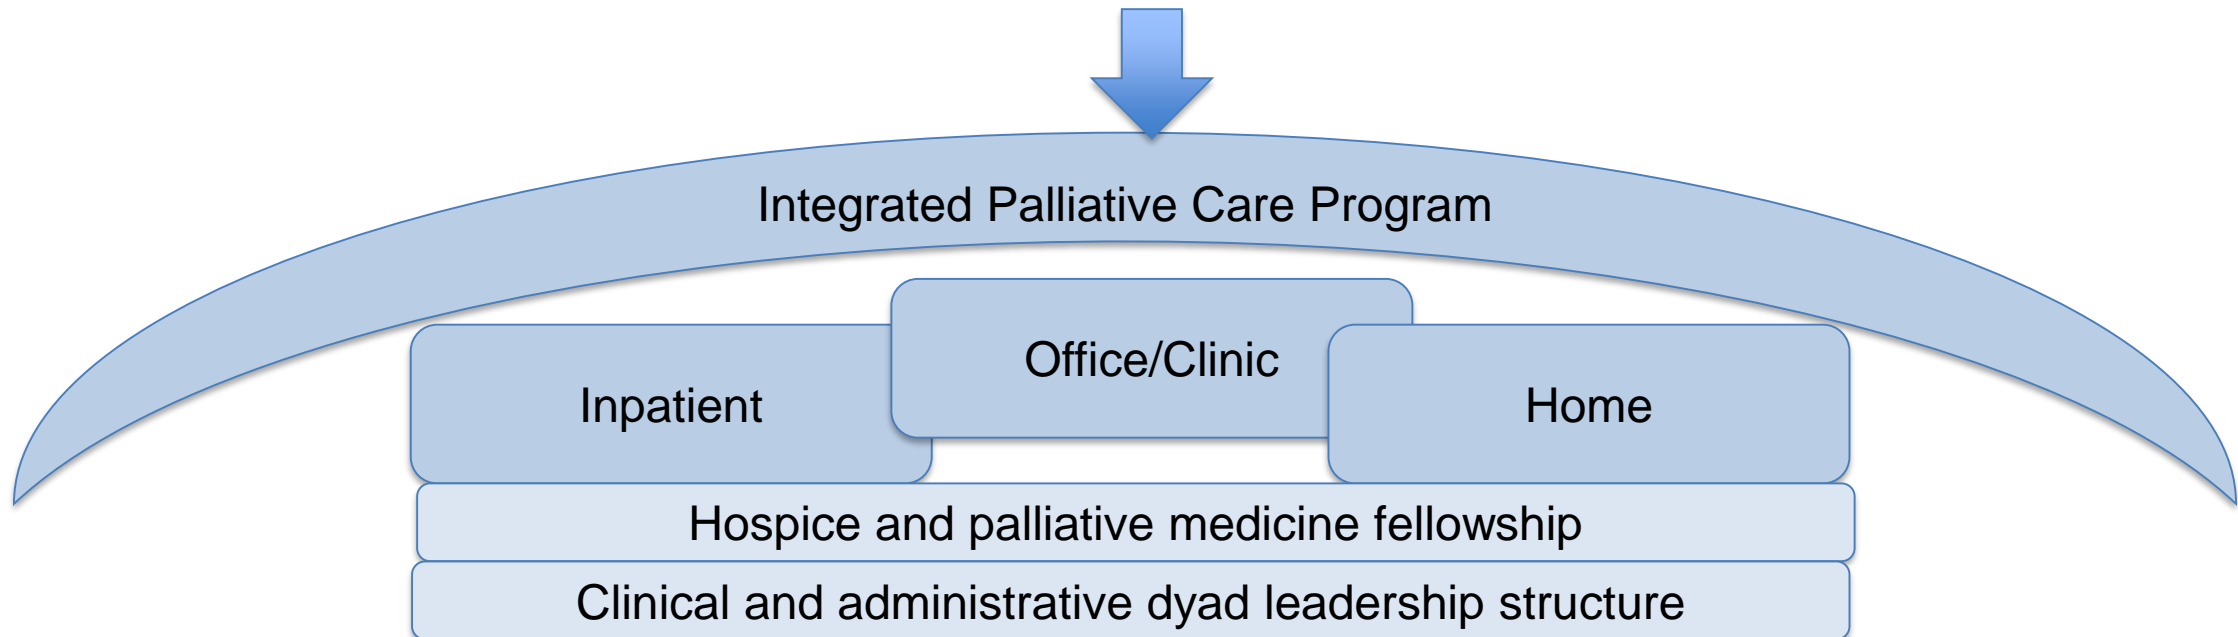 Integrated Palliative Care Program
Office/Clinic
Inpatient
Home
Hospice and palliative medicine fellowship
Clinical and administrative dyad leadership structure